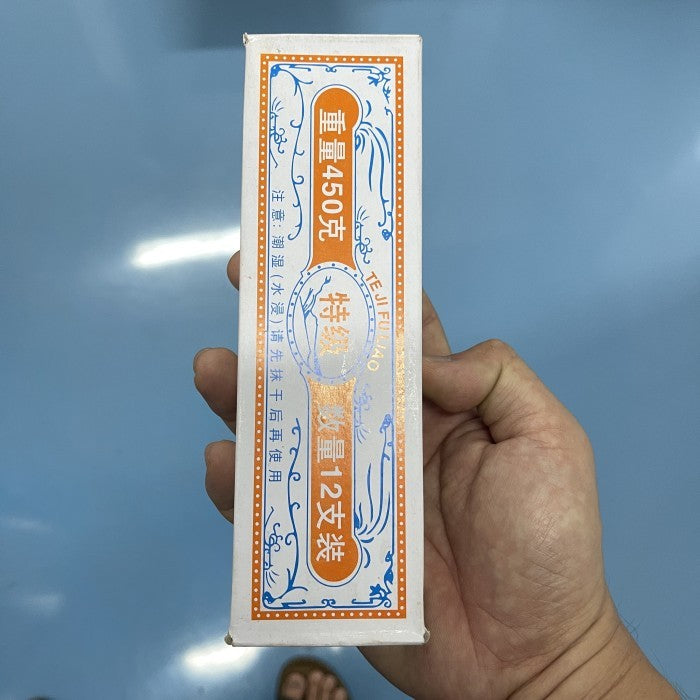 TE JI FU LIAO
重量450克
特级
数量12支装
注意:潮湿(水浸)请先抹干后再使用